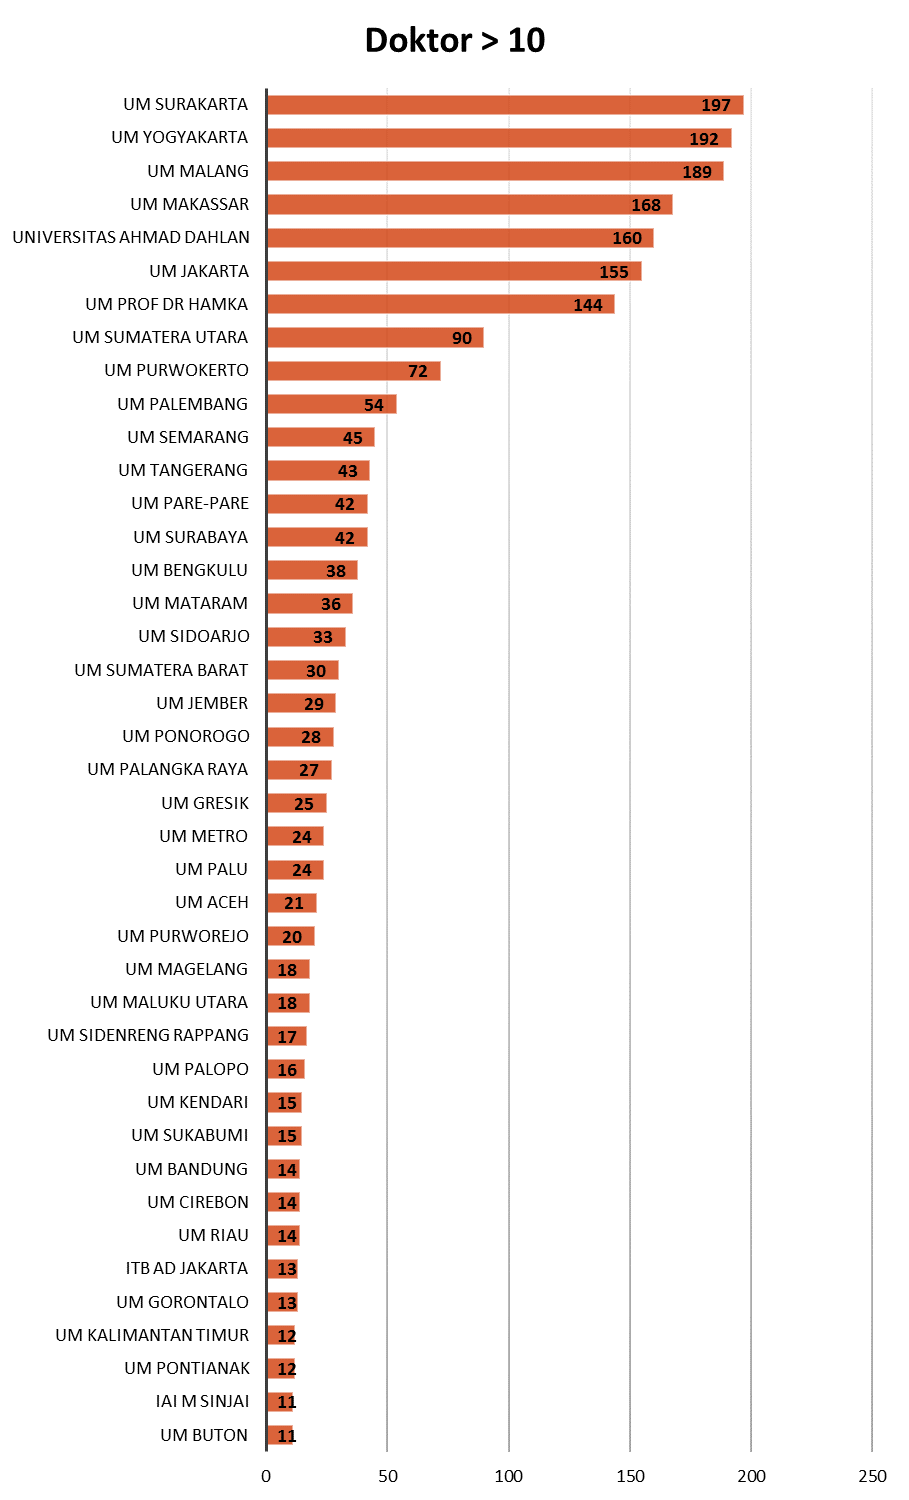 Doktor > 10
UM SURAKARTA 197
UM YOGYAKARTA 192
UM MALANG 189
UM MAKASSAR 168
UNIVERSITAS AHMAD DAHLAN 160
UM JAKARTA 155
UM PROF DR HAMKA 144
UM SUMATERA UTARA 90
UM PURWOKERTO 72
UM PALEMBANG 54
UM SEMARANG 45
UM TANGERANG 43
UM PARE-PARE 42
UM SURABAYA 42
UM BENGKULU 38
UM MATARAM 36
UM SIDOARJO 33
UM SUMATERA BARAT 30
UM JEMBER 29
UM PONOROGO 28
UM PALANGKA RAYA 27
UM GRESIK 25
UM METRO 24
UM PALU 24
UM ACEH 21
UM PURWOREJO 20
UM MAGELANG 18
UM MALUKU UTARA 18
UM SIDENRENG RAPPANG 17
UM PALOPO 16
UM KENDARI 15
UM SUKABUMI 15
UM BANDUNG 14
UM CIREBON 14
UM RIAU 14
ITB AD JAKARTA 13
UM GORONTALO 13
UM KALIMANTAN TIMUR 12
UM PONTIANAK 12
IAI M SINJAI 11
UM BUTON 11
0 50 100 150 200 250